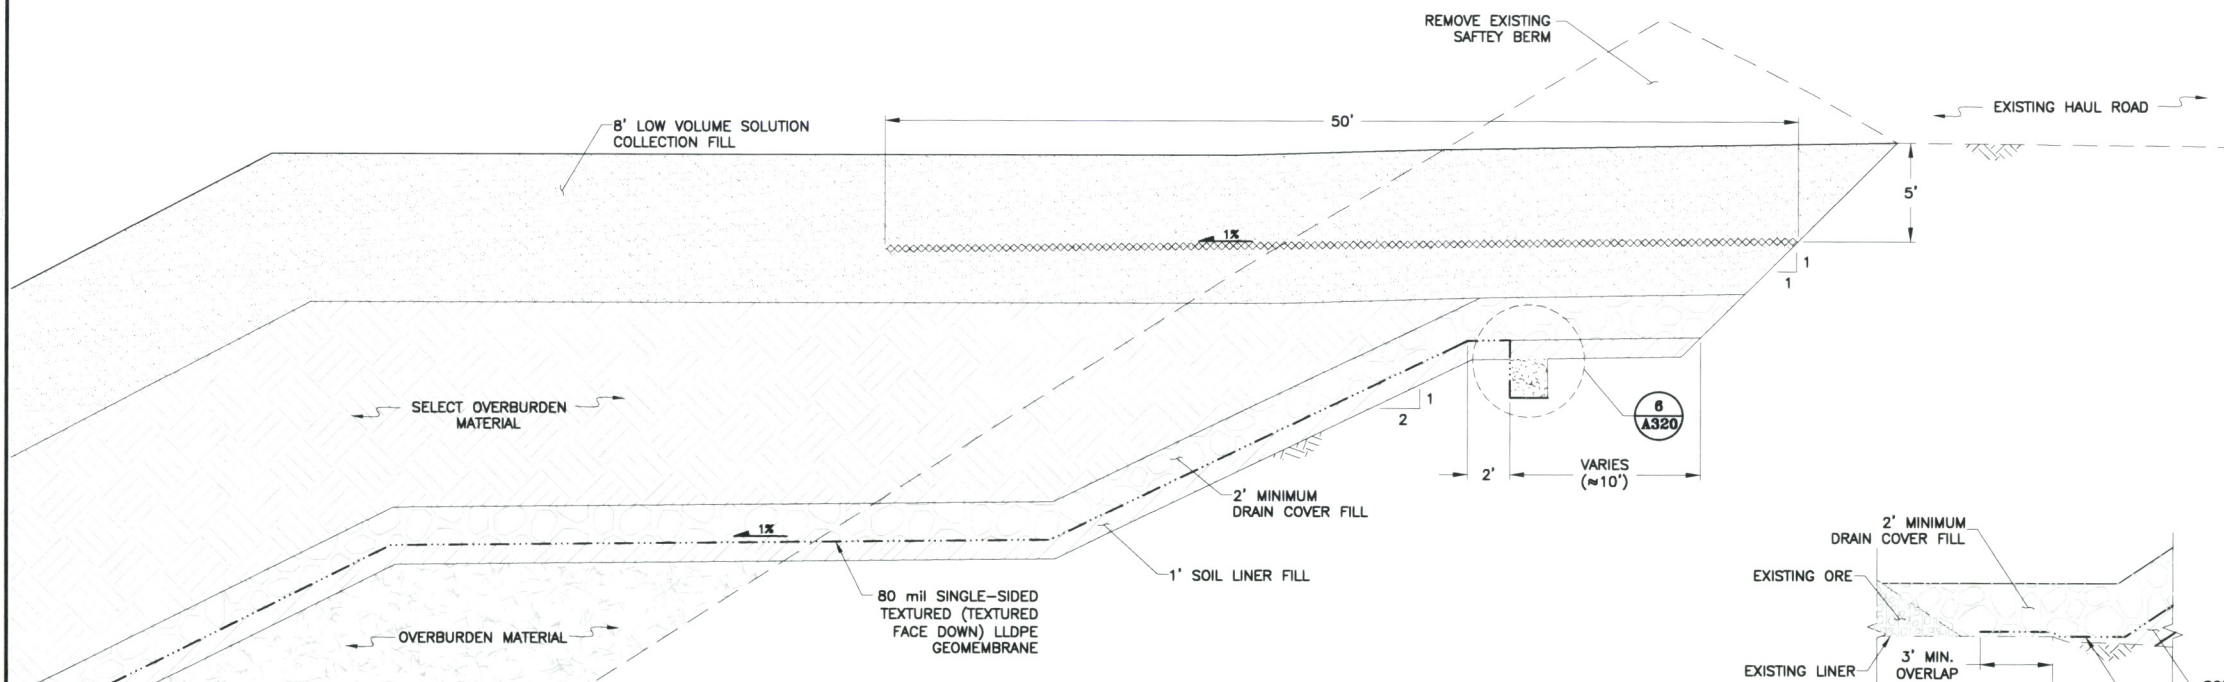 REMOVE EXISTING
SAFTEY BERM
EXISTING HAUL ROAD
8' LOW VOLUME SOLUTION
COLLECTION FILL
50'
5'
1%
1
1
SELECT OVERBURDEN
MATERIAL
1
2
6
A320
2'
VARIES
(≈10')
2' MINIMUM
DRAIN COVER FILL
1%
1' SOIL LINER FILL
80 mil SINGLE-SIDED
TEXTURED (TEXTURED
FACE DOWN) LLDPE
GEOMEMBRANE
OVERBURDEN MATERIAL
2' MINIMUM
DRAIN COVER FILL
EXISTING ORE
EXISTING LINER
3' MIN.
OVERLAP